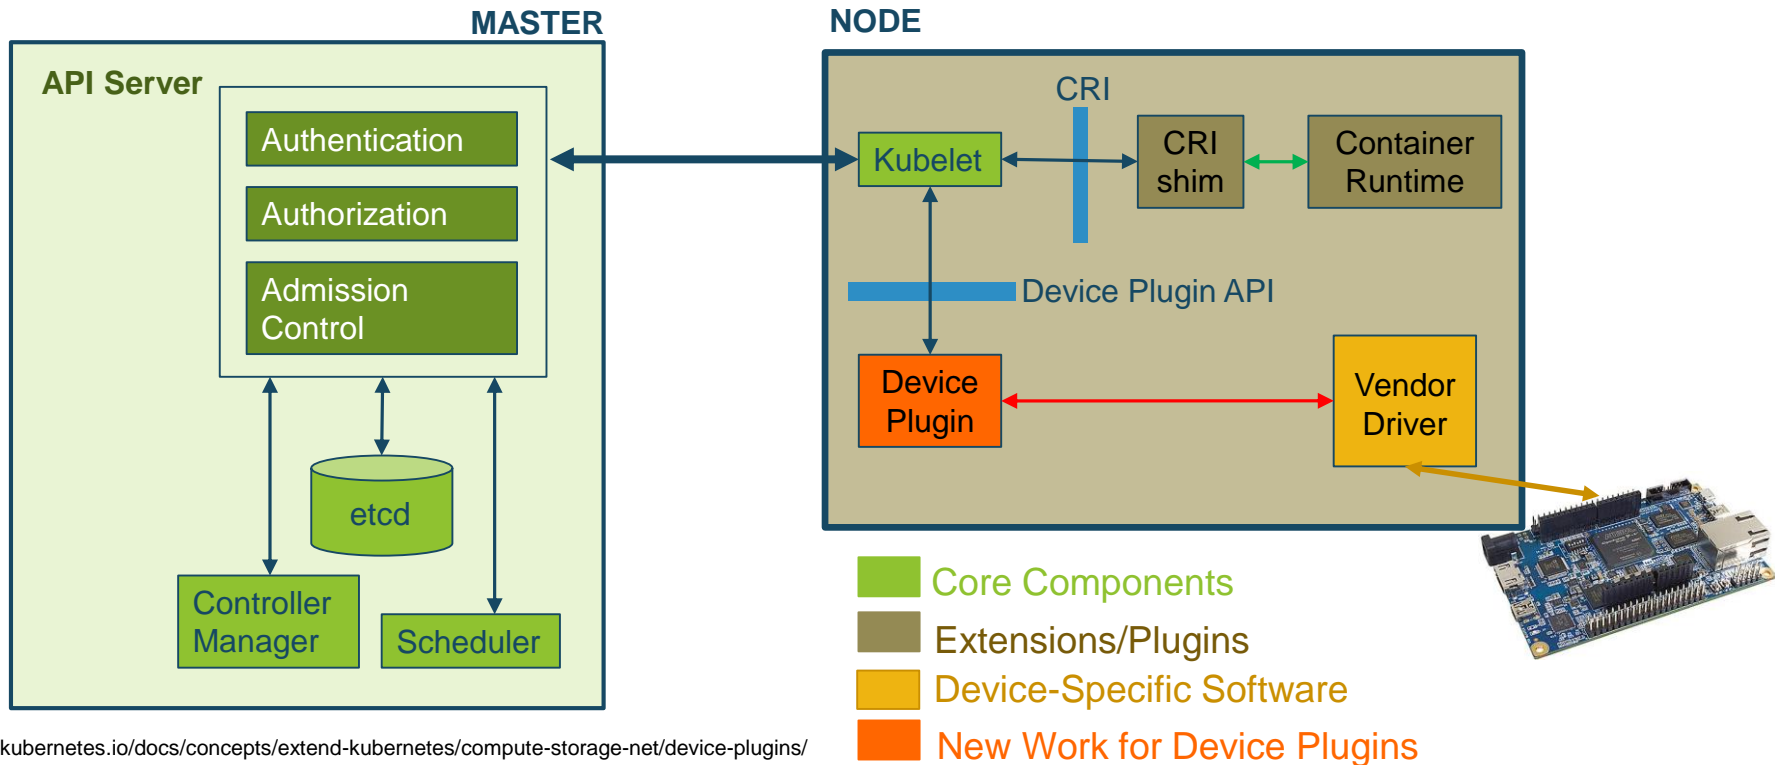 MASTER
NODE
API Server
Authentication
Authorization
Admission
Control
etcd
Controller
Manager
Scheduler
CRI
Kubelet
CRI
shim
Container
Runtime
Device Plugin API
Device
Plugin
Vendor
Driver
Core Components
Extensions/Plugins
Device-Specific Software
New Work for Device Plugins
kubernetes.io/docs/concepts/extend-kubernetes/compute-storage-net/device-plugins/